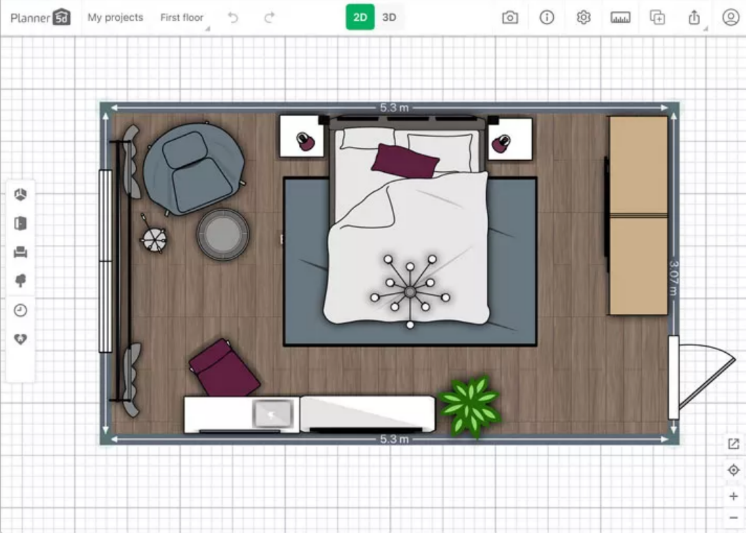 Planner 5d My projects First floor 2D 3D
5.3 m
3.07 m
5.3 m